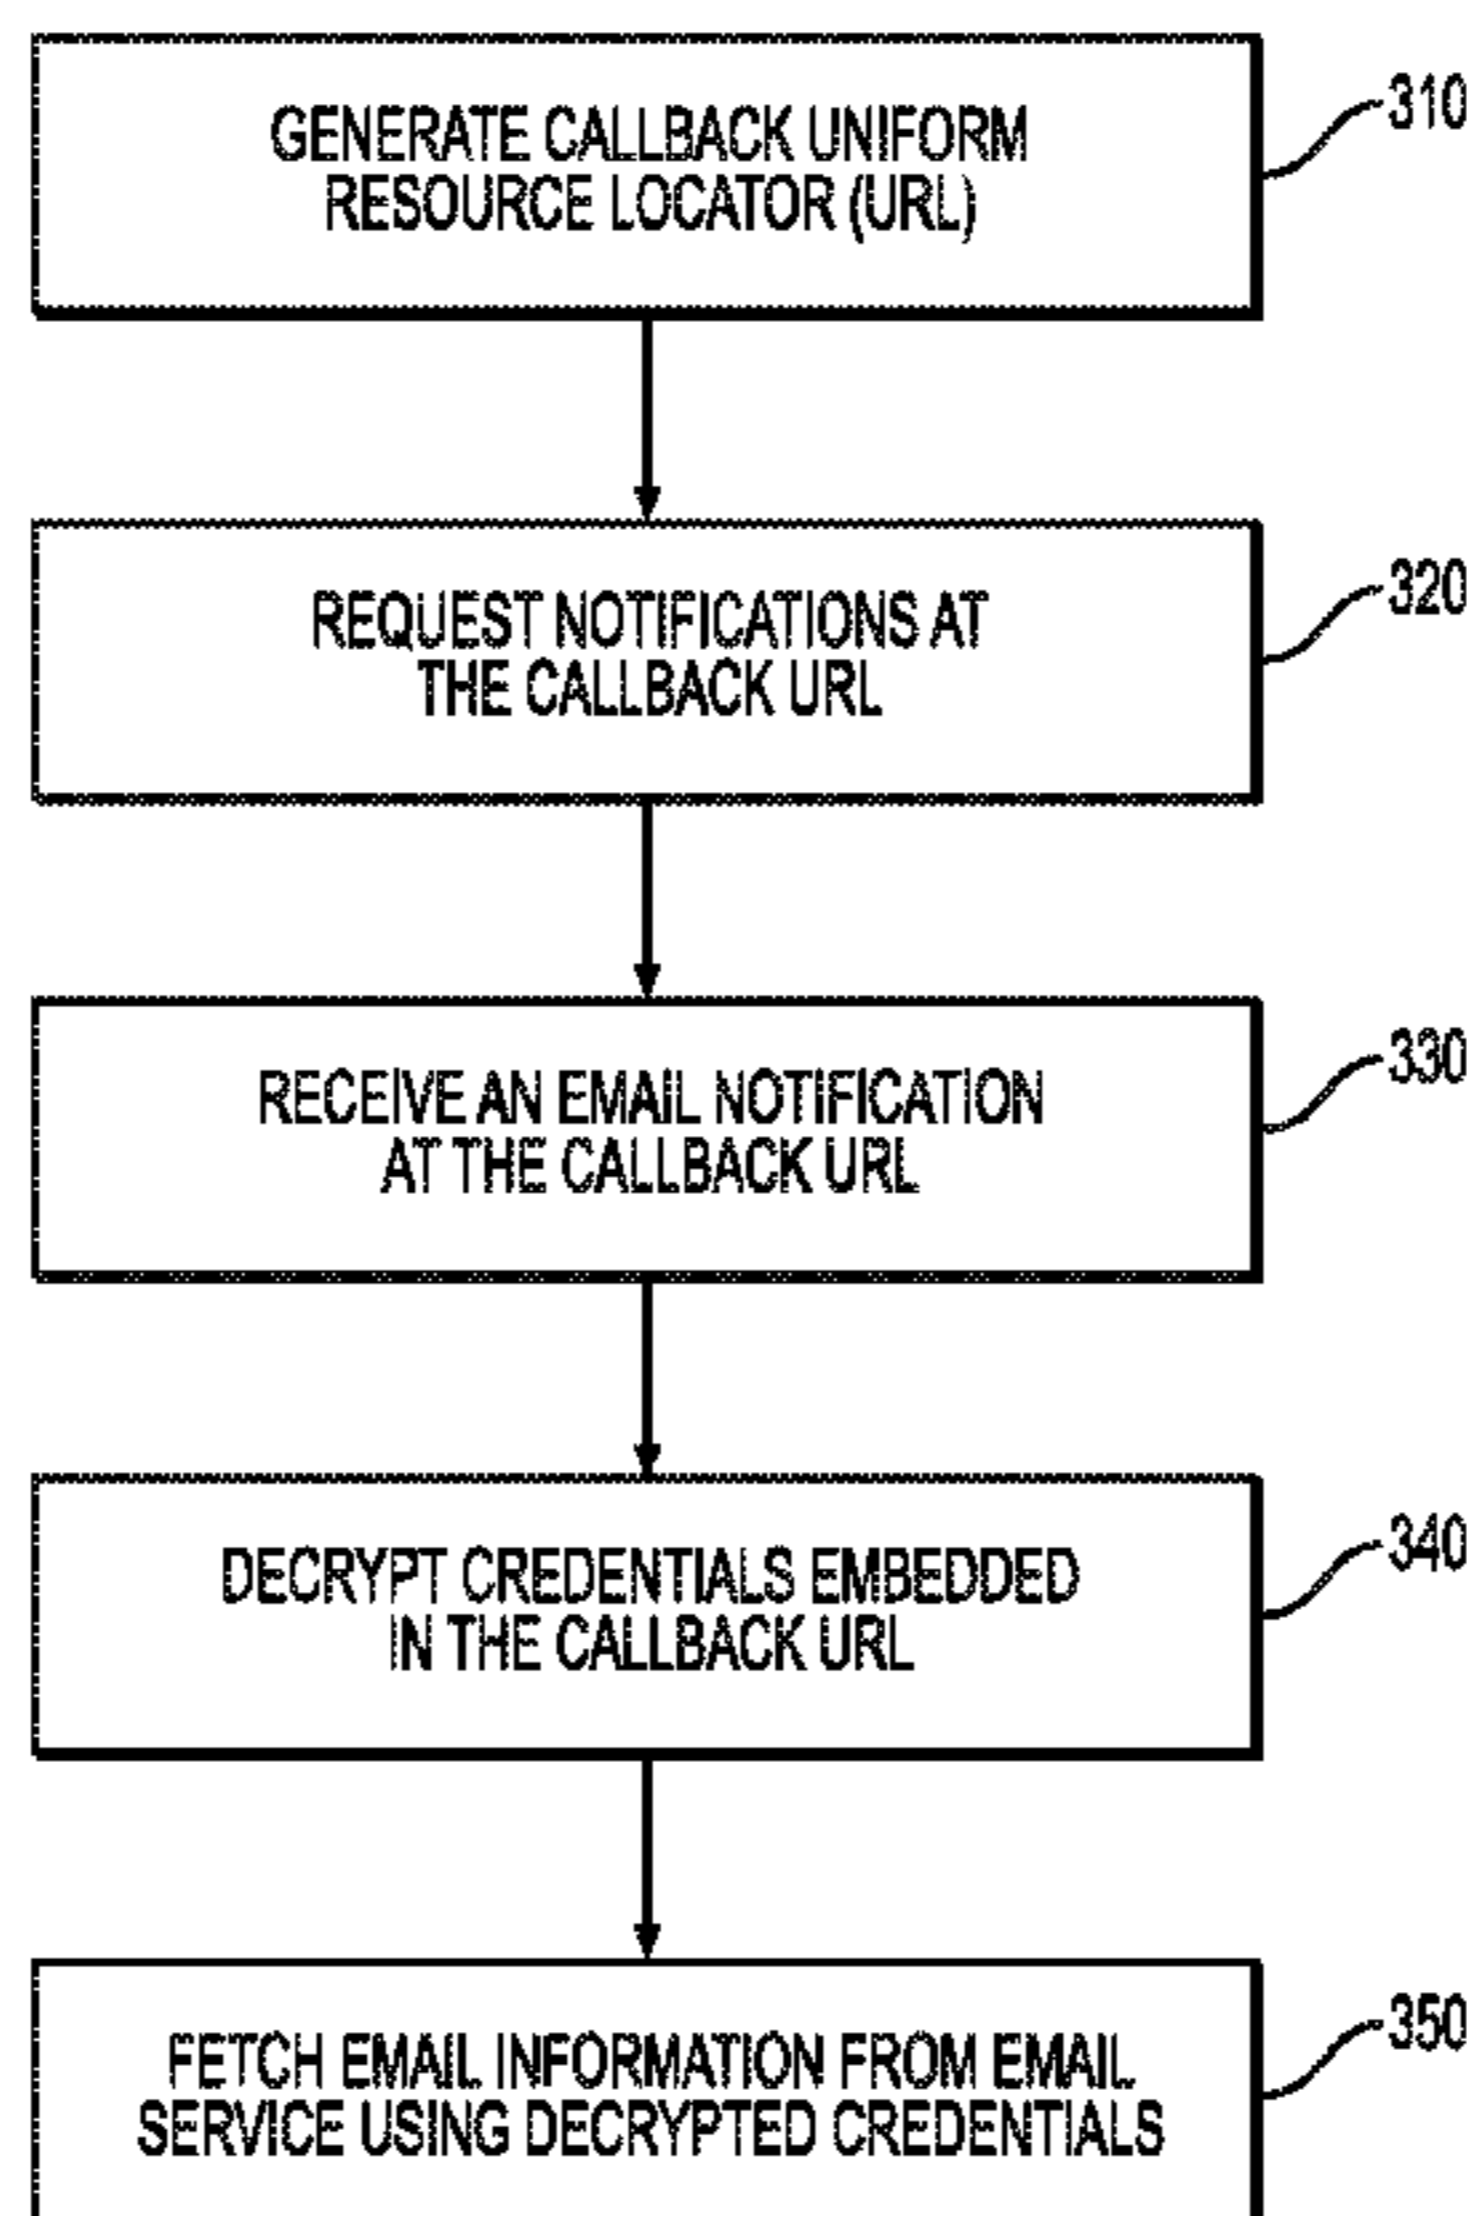 GENERATE CALLBACK UNIFORM
RESOURCE LOCATOR (URL)
310
REQUEST NOTIFICATIONS AT
THE CALLBACK URL
320
RECEIVE AN EMAIL NOTIFICATION
AT THE CALLBACK URL
330
DECRYPT CREDENTIALS EMBEDDED
IN THE CALLBACK URL
340
FETCH EMAIL INFORMATION FROM EMAIL
SERVICE USING DECRYPTED CREDENTIALS
350